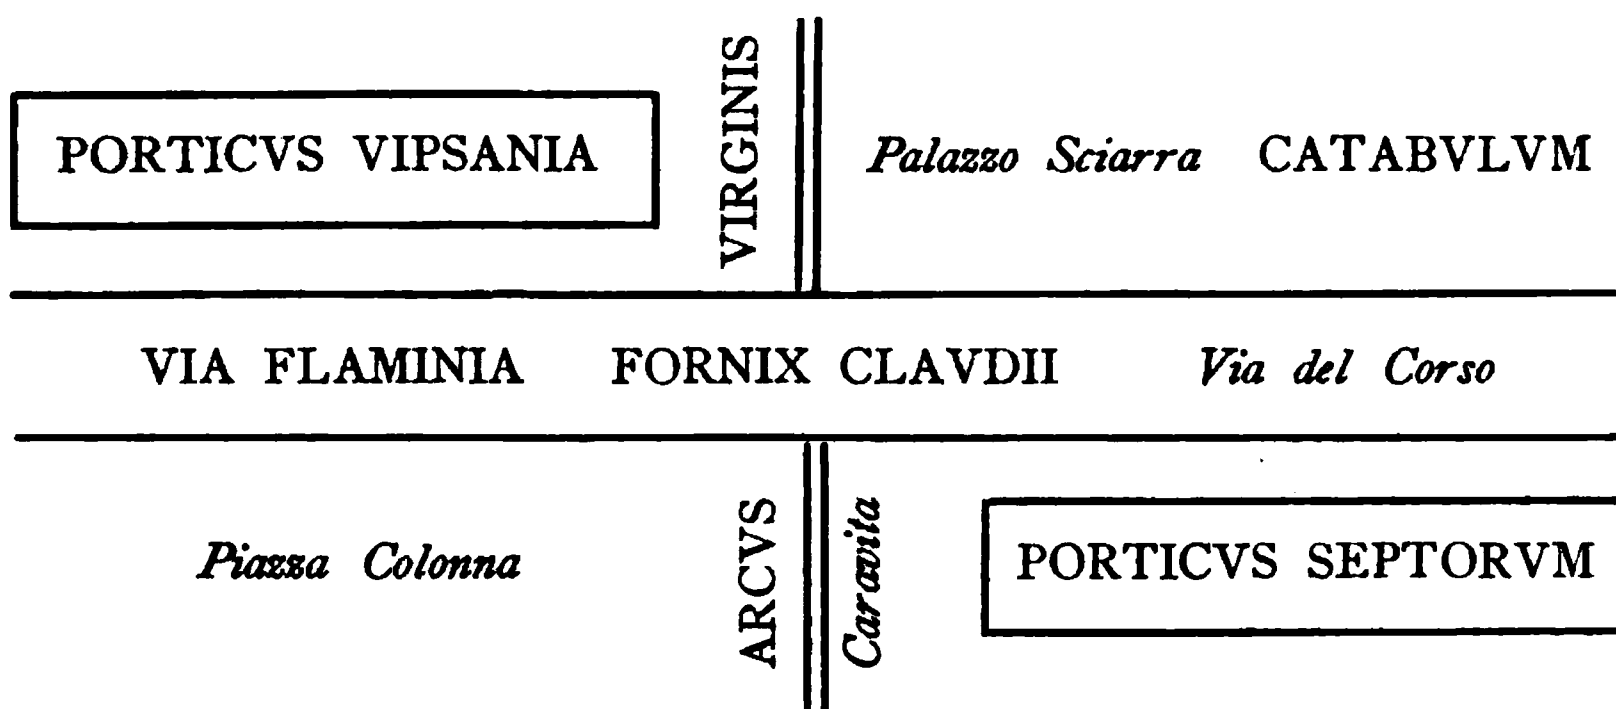 VIRGINIS
PORTICVS VIPSANIA
Palazzo Sciarra CATABVLVM
VIA FLAMINIA FORNIX CLAVDII Via del Corso
Piazza Colonna
ARCVS
Caravita
PORTICVS SEPTORVM